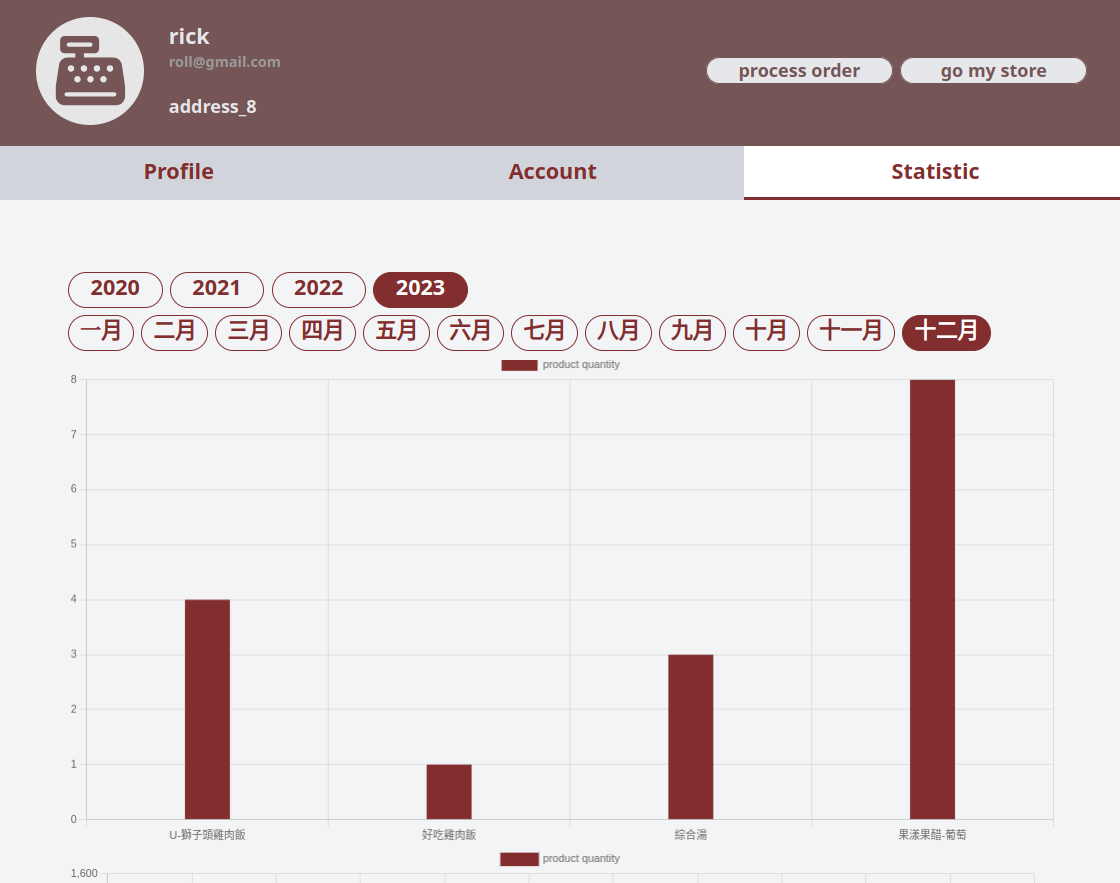 rick
roll@gmail.com
address_8
process order
go my store
Profile
Account
Statistic
2020
2021
2022
2023
一月
二月
三月
四月
五月
六月
七月
八月
九月
十月
十一月
十二月
product quantity
8
7
6
5
4
3
2
1
0
U-獅子頭雞肉飯
好吃雞肉飯
綜合湯
果漾果醋-葡萄
product quantity
1,600